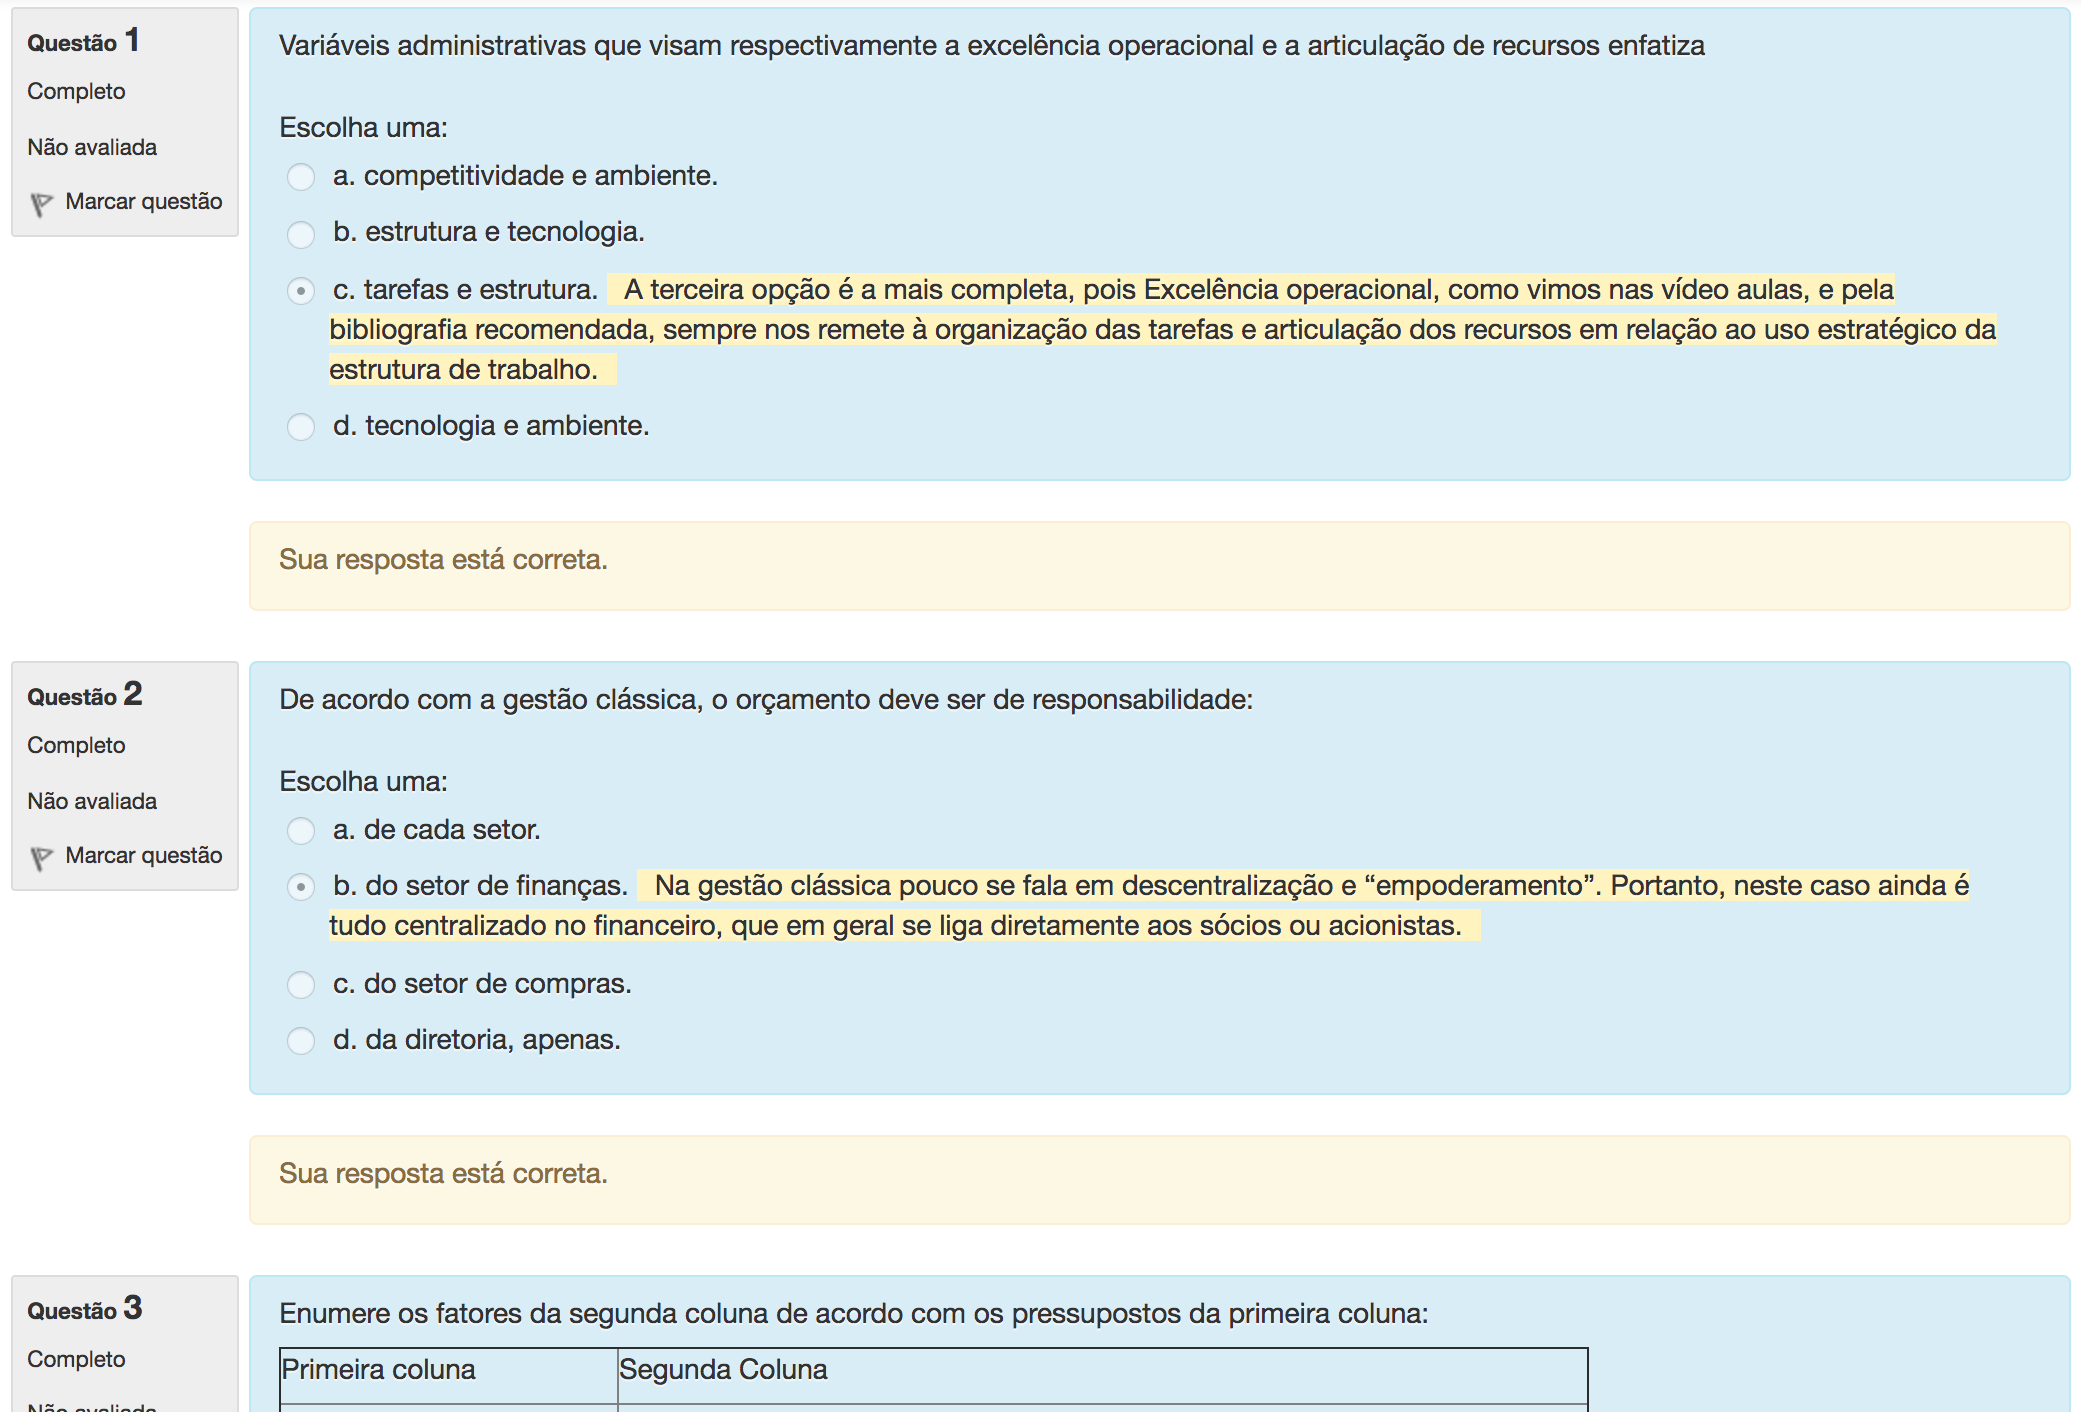 Questão 1
Completo
Não avaliada
Marcar questão
Variáveis administrativas que visam respectivamente a excelência operacional e a articulação de recursos enfatiza
Escolha uma:
a. competitividade e ambiente.
b. estrutura e tecnologia.
c. tarefas e estrutura. A terceira opção é a mais completa, pois Excelência operacional, como vimos nas vídeo aulas, e pela
bibliografia recomendada, sempre nos remete à organização das tarefas e articulação dos recursos em relação ao uso estratégico da
estrutura de trabalho.
d. tecnologia e ambiente.
Sua resposta está correta.
Questão 2
Completo
Não avaliada
Marcar questão
De acordo com a gestão clássica, o orçamento deve ser de responsabilidade:
Escolha uma:
a. de cada setor.
b. do setor de finanças. Na gestão clássica pouco se fala em descentralização e “empoderamento”. Portanto, neste caso ainda é
tudo centralizado no financeiro, que em geral se liga diretamente aos sócios ou acionistas.
c. do setor de compras.
d. da diretoria, apenas.
Sua resposta está correta.
Questão 3
Completo
Não avaliada
Enumere os fatores da segunda coluna de acordo com os pressupostos da primeira coluna:
Primeira coluna
Segunda Coluna